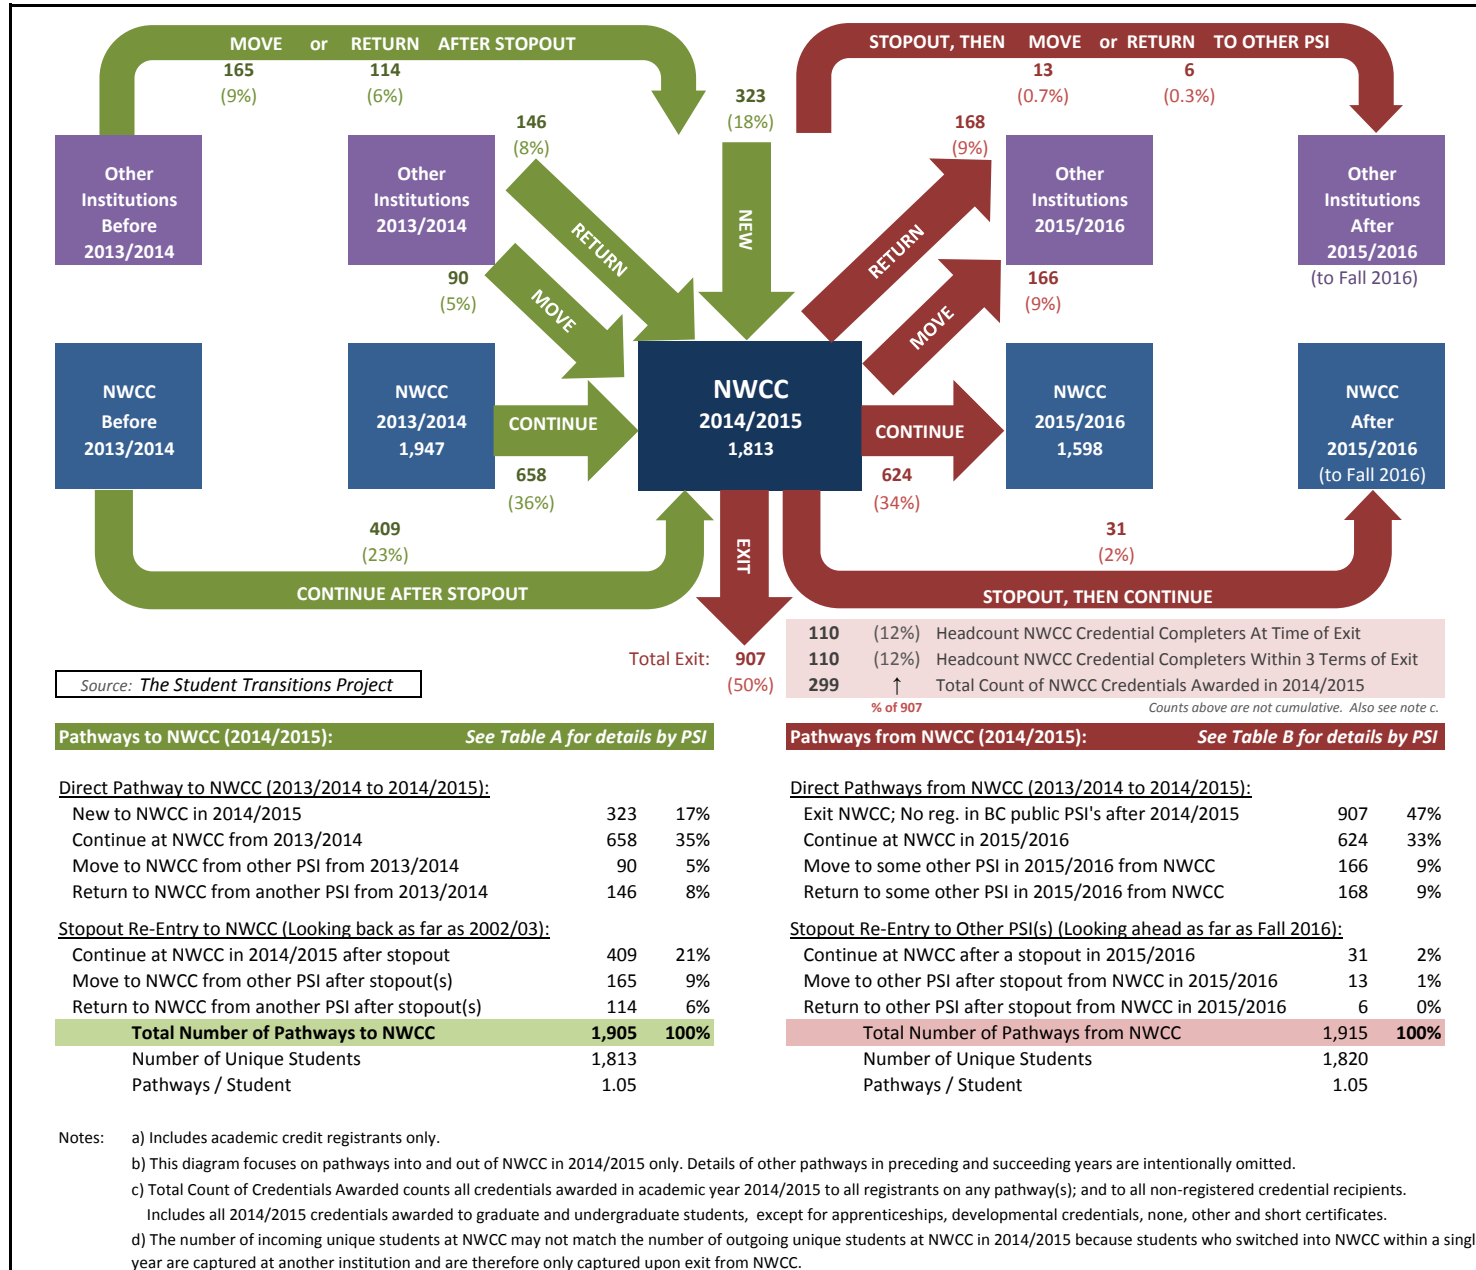 MOVE or RETURN AFTER STOPOUT
165 114
(9%) (6%)
STOPOUT, THEN MOVE or RETURN TO OTHER PSI
13 6
(0.7%) (0.3%)
146
(8%)
323
(18%)
168
(9%)
Other
Institutions
Before
2013/2014
Other
Institutions
2013/2014
RETURN
NEW
RETURN
Other
Institutions
2015/2016
Other
Institutions
After
2015/2016
(to Fall 2016)
90
(5%)
MOVE
MOVE
166
(9%)
NWCC
Before
2013/2014
NWCC
2013/2014
1,947
CONTINUE
658
(36%)
NWCC
2014/2015
1,813
CONTINUE
624
(34%)
NWCC
2015/2016
1,598
NWCC
After
2015/2016
(to Fall 2016)
409
(23%)
CONTINUE AFTER STOPOUT
EXIT
31
(2%)
STOPOUT, THEN CONTINUE
Total Exit: 907
(50%)
110 (12%) Headcount NWCC Credential Completers At Time of Exit
110 (12%) Headcount NWCC Credential Completers Within 3 Terms of Exit
299 ↑ Total Count of NWCC Credentials Awarded in 2014/2015
% of 907 Counts above are not cumulative. Also see note c.
Source: The Student Transitions Project
Pathways to NWCC (2014/2015): See Table A for details by PSI
Direct Pathway to NWCC (2013/2014 to 2014/2015):
New to NWCC in 2014/2015 323 17%
Continue at NWCC from 2013/2014 658 35%
Move to NWCC from other PSI from 2013/2014 90 5%
Return to NWCC from another PSI from 2013/2014 146 8%
Stopout Re-Entry to NWCC (Looking back as far as 2002/03):
Continue at NWCC in 2014/2015 after stopout 409 21%
Move to NWCC from other PSI after stopout(s) 165 9%
Return to NWCC from another PSI after stopout(s) 114 6%
Total Number of Pathways to NWCC 1,905 100%
Number of Unique Students 1,813
Pathways / Student 1.05
Pathways from NWCC (2014/2015): See Table B for details by PSI
Direct Pathways from NWCC (2013/2014 to 2014/2015):
Exit NWCC; No reg. in BC public PSI's after 2014/2015 907 47%
Continue at NWCC in 2015/2016 624 33%
Move to some other PSI in 2015/2016 from NWCC 166 9%
Return to some other PSI in 2015/2016 from NWCC 168 9%
Stopout Re-Entry to Other PSI(s) (Looking ahead as far as Fall 2016):
Continue at NWCC after a stopout in 2015/2016 31 2%
Move to other PSI after stopout from NWCC in 2015/2016 13 1%
Return to other PSI after stopout from NWCC in 2015/2016 6 0%
Total Number of Pathways from NWCC 1,915 100%
Number of Unique Students 1,820
Pathways / Student 1.05
Notes: a) Includes academic credit registrants only.
b) This diagram focuses on pathways into and out of NWCC in 2014/2015 only. Details of other pathways in preceding and succeeding years are intentionally omitted.
c) Total Count of Credentials Awarded counts all credentials awarded in academic year 2014/2015 to all registrants on any pathway(s); and to all non-registered credential recipients.
Includes all 2014/2015 credentials awarded to graduate and undergraduate students, except for apprenticeships, developmental credentials, none, other and short certificates.
d) The number of incoming unique students at NWCC may not match the number of outgoing unique students at NWCC in 2014/2015 because students who switched into NWCC within a singl
year are captured at another institution and are therefore only captured upon exit from NWCC.